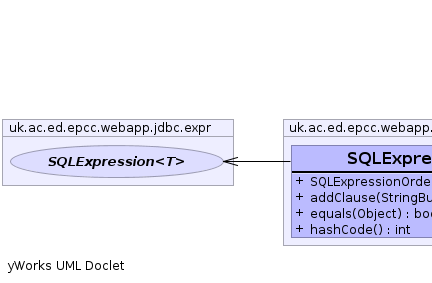 uk.ac.ed.epcc.webapp.jdbc.expr
SQLExpression<T>
uk.ac.ed.epcc.webapp.
SQLExpre
+ SQLExpressionOrde
+ addClause(StringBu
+ equals(Object) : boo
+ hashCode() : int
yWorks UML Doclet